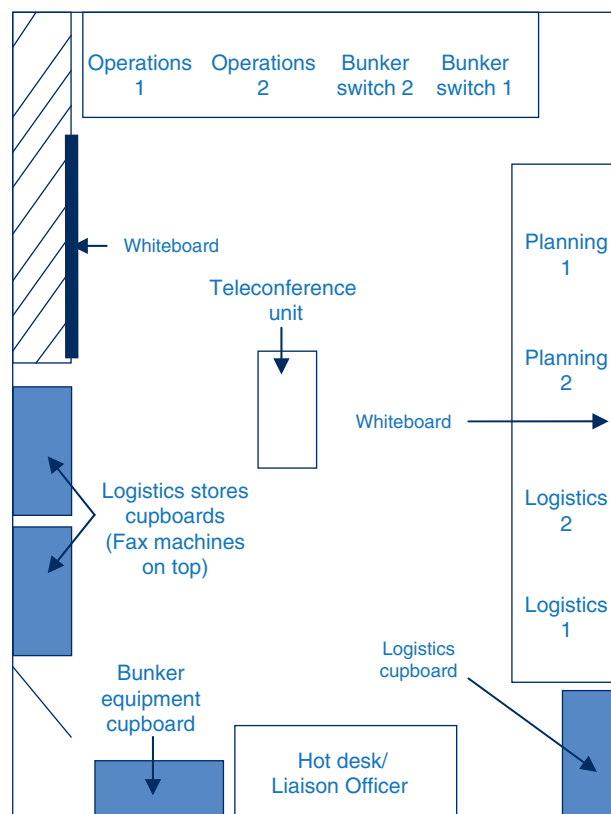 Operations
1
Operations
2
Bunker
switch 2
Bunker
switch 1
Whiteboard
Planning
1
Teleconference
unit
Planning
2
Whiteboard
Logistics stores
cupboards
(Fax machines
on top)
Logistics
2
Logistics
1
Logistics
cupboard
Bunker
equipment
cupboard
Hot desk/
Liaison Officer